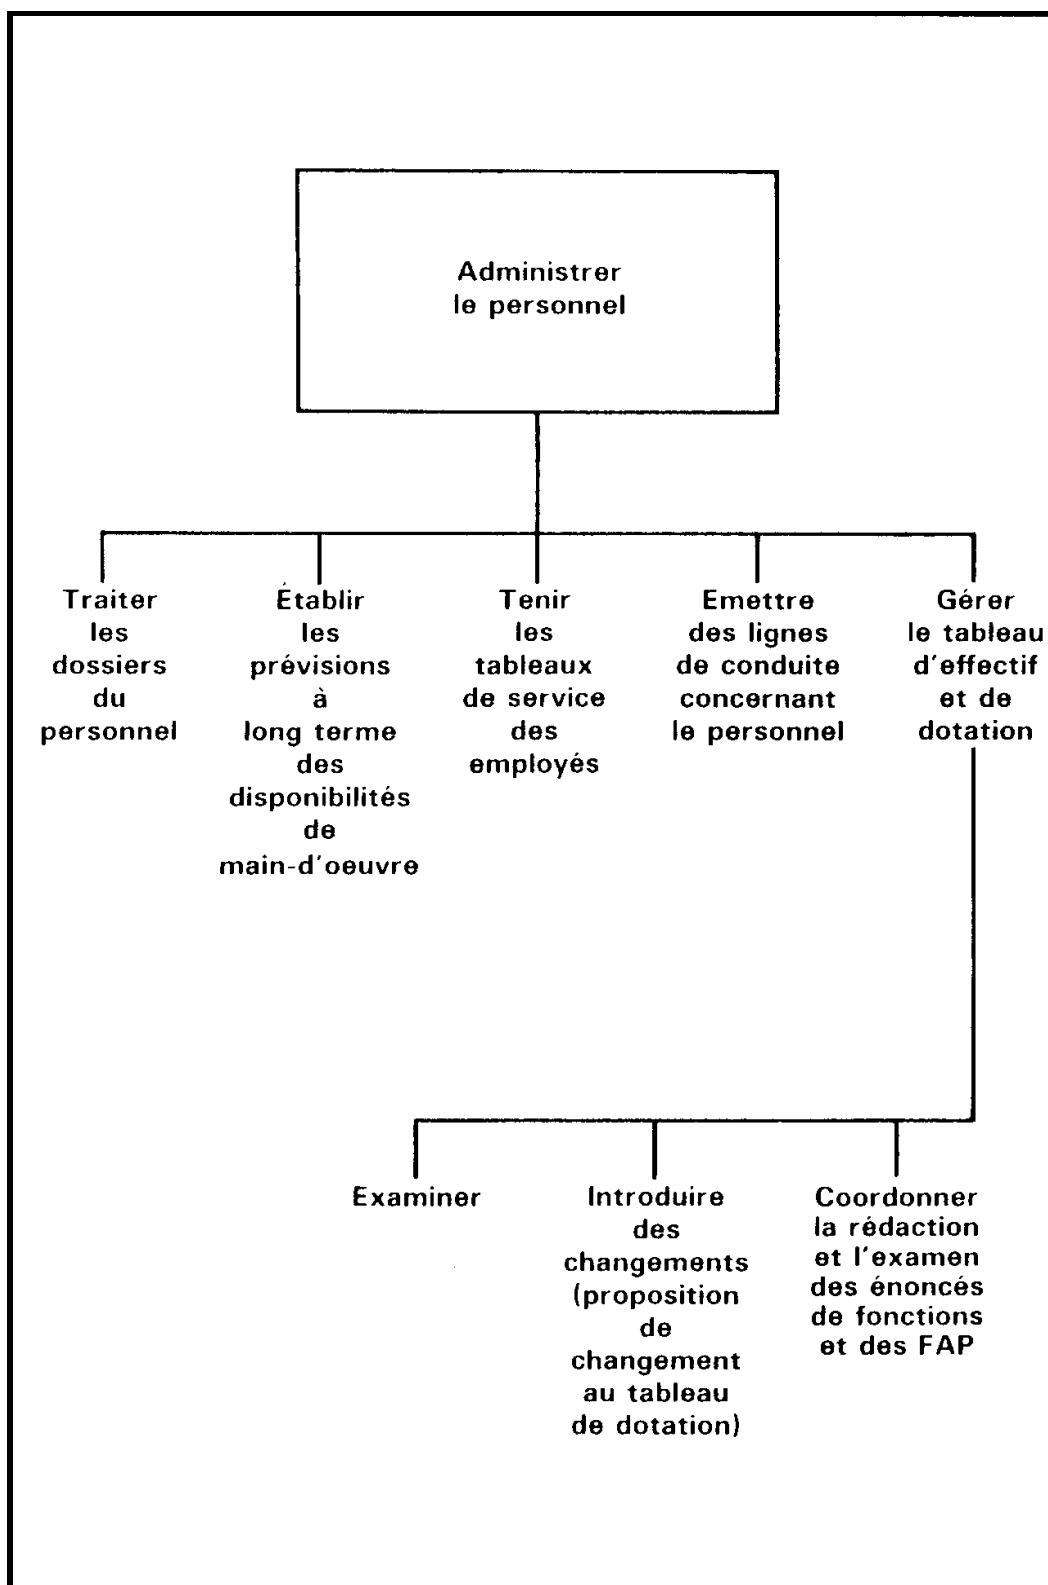 Administrer
le personnel
Traiter
les
dossiers
du
personnel
Établir
les
prévisions
à
long terme
des
disponibilités
de
main-d'oeuvre
Tenir
les
tableaux
de service
des
employés
Emettre
des lignes
de conduite
concernant
le personnel
Gérer
le tableau
d'effectif
et de
dotation
Examiner
Introduire
des
changements
(proposition
de
changement
au tableau
de dotation)
Coordonner
la rédaction
et l'examen
des énoncés
de fonctions
et des FAP